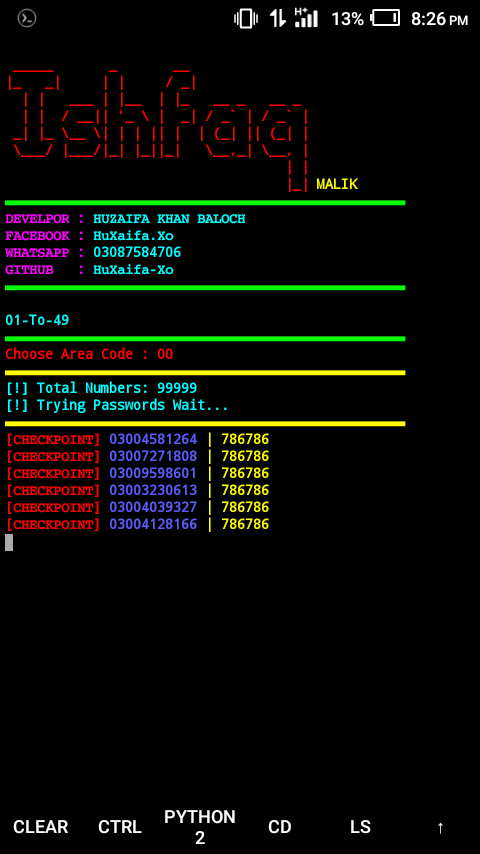 13% 8:26 PM
Ishfaq
MALIK
DEVELPOR : HUZAIFA KHAN BALOCH
FACEBOOK : HuXaifa.Xo
WHATSAPP : 03087584706
GITHUB : HuXaifa-Xo
01-To-49
Choose Area Code : 00
[!] Total Numbers: 99999
[!] Trying Passwords Wait...
[CHECKPOINT] 03004581264 | 786786
[CHECKPOINT] 03007271808 | 786786
[CHECKPOINT] 03009598601 | 786786
[CHECKPOINT] 03003230613 | 786786
[CHECKPOINT] 03004039327 | 786786
[CHECKPOINT] 03004128166 | 786786
CLEAR CTRL PYTHON 2 CD LS ↑